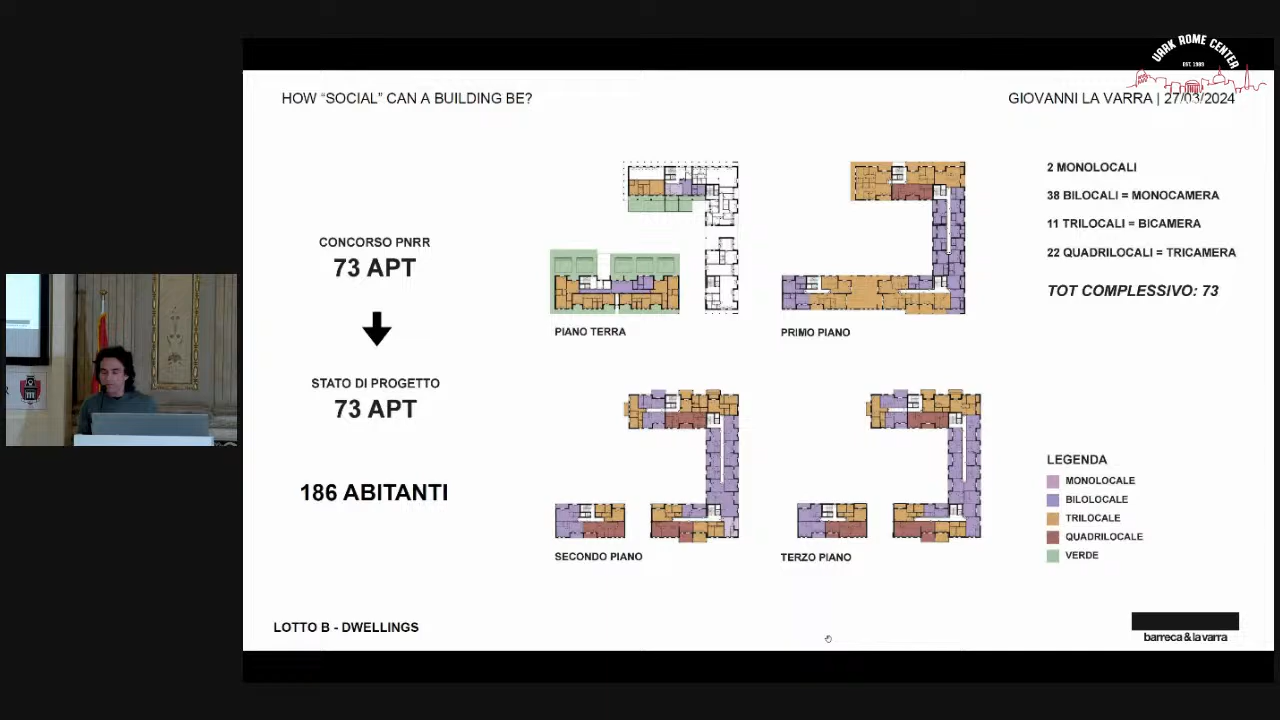 UARK ROME CENTER
EST. 1989
HOW “SOCIAL” CAN A BUILDING BE?
GIOVANNI LA VARRA | 27/03/2024
CONCORSO PNRR
73 APT
STATO DI PROGETTO
73 APT
186 ABITANTI
PIANO TERRA
PRIMO PIANO
SECONDO PIANO
TERZO PIANO
2 MONOLOCALI
38 BILOCALI = MONOCAMERA
11 TRILOCALI = BICAMERA
22 QUADRILOCALI = TRICAMERA
TOT COMPLESSIVO: 73
LEGENDA
MONOLOCALE
BILOLOCALE
TRILOCALE
QUADRILOCALE
VERDE
LOTTO B - DWELLINGS
barreca & la varra